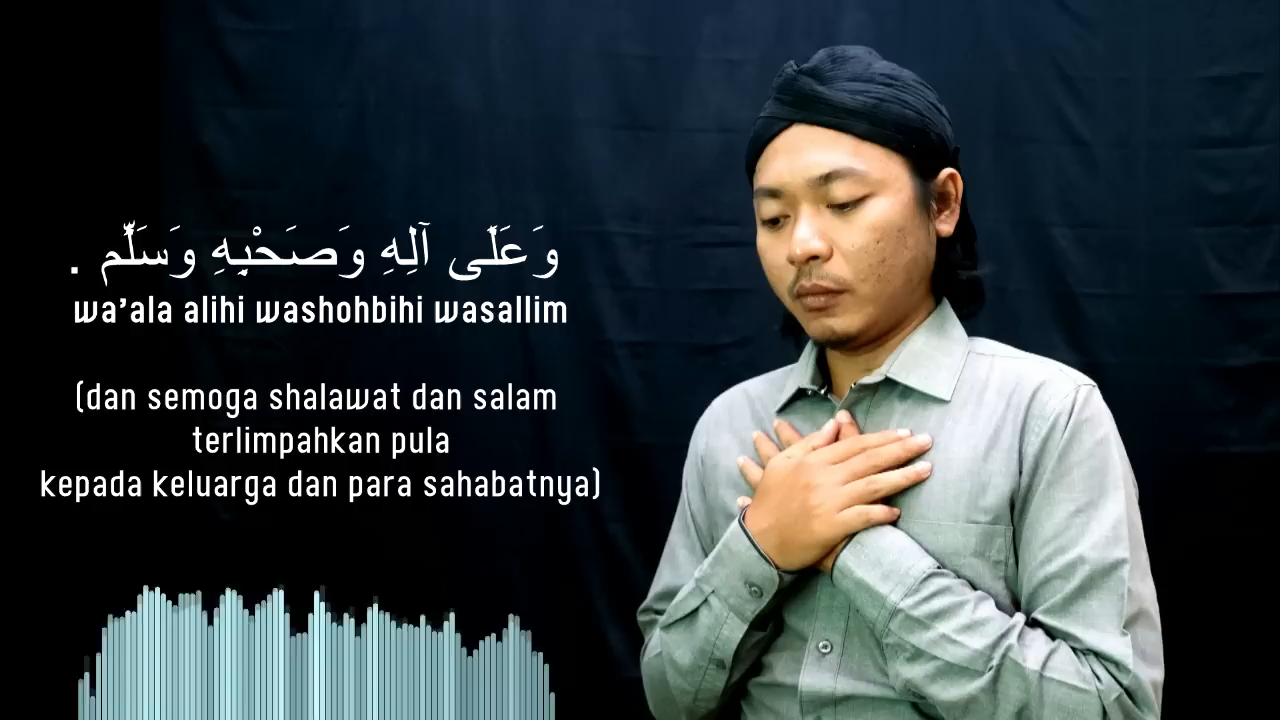 وَعَلَى آلِهِ وَصَحْبِهِ وَسَلِّم .
wa'ala alihi washohbihi wasallim
(dan semoga shalawat dan salam
terlimpahkan pula
kepada keluarga dan para sahabatnya)